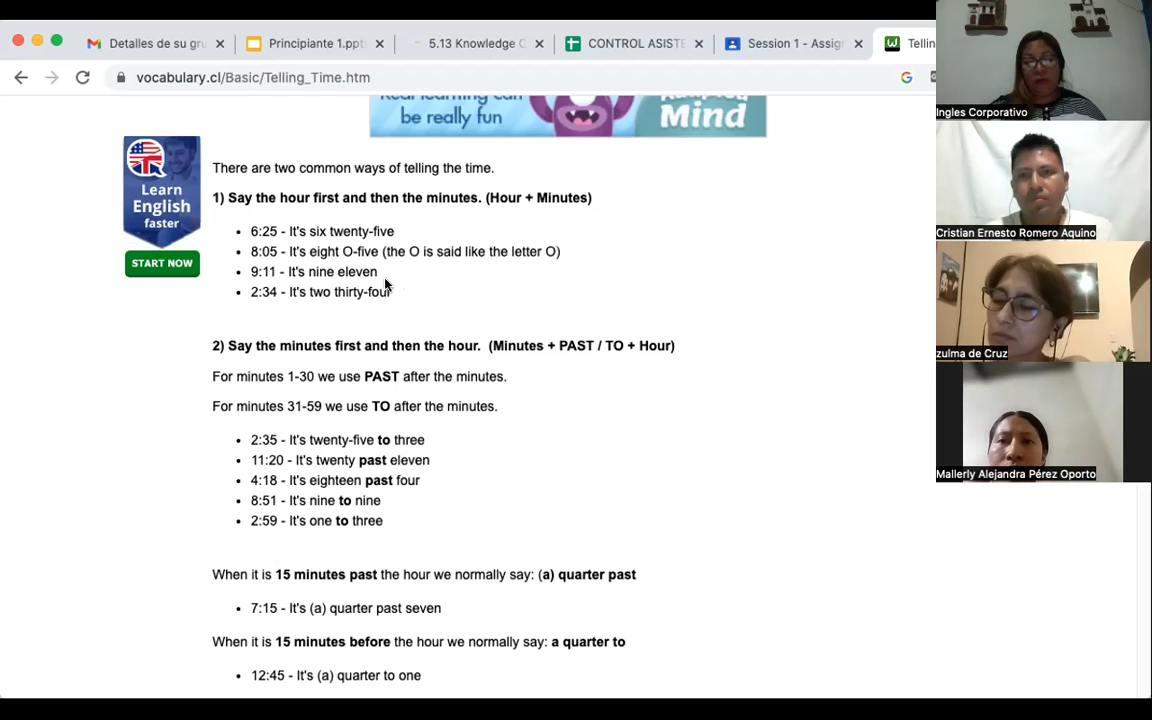 Detalles de su gru
Principiante 1.ppt
5.13 Knowledge
CONTROL ASISTE
Session 1 - Assig
Tellin
vocabulary.cl/Basic/Telling_Time.htm
Real learning can
be really fun
Mind
Learn
English
faster
START NOW
There are two common ways of telling the time.
1) Say the hour first and then the minutes. (Hour + Minutes)
• 6:25 - It's six twenty-five
• 8:05 - It's eight O-five (the O is said like the letter O)
• 9:11 - It's nine eleven
• 2:34 - It's two thirty-four
2) Say the minutes first and then the hour. (Minutes + PAST / TO + Hour)
For minutes 1-30 we use PAST after the minutes.
For minutes 31-59 we use TO after the minutes.
• 2:35 - It's twenty-five to three
• 11:20 - It's twenty past eleven
• 4:18 - It's eighteen past four
• 8:51 - It's nine to nine
• 2:59 - It's one to three
When it is 15 minutes past the hour we normally say: (a) quarter past
• 7:15 - It's (a) quarter past seven
When it is 15 minutes before the hour we normally say: a quarter to
• 12:45 - It's (a) quarter to one
Ingles Corporativo
Cristian Ernesto Romero Aquino
zulma de Cruz
Mallerly Alejandra Pérez Oporto